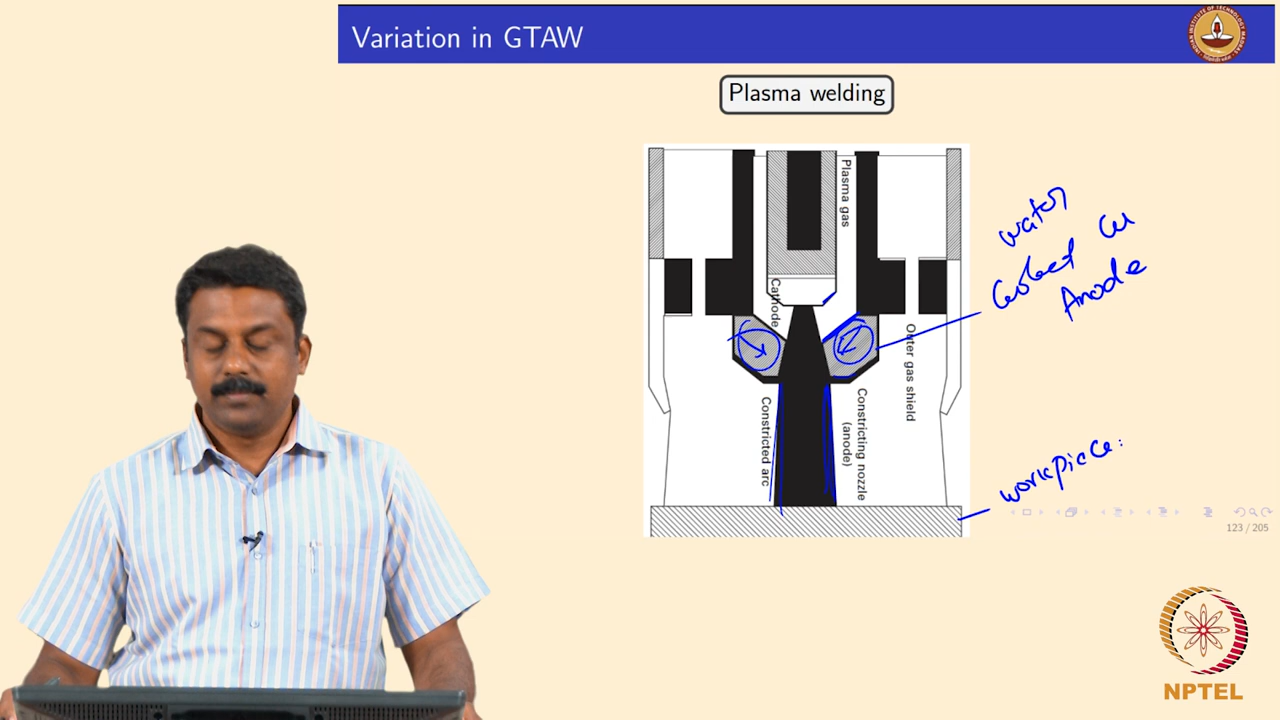 Variation in GTAW
Plasma welding
Plasma gas
Cathode
Outer gas shield
Constricted arc
Constricting nozzle
(anode)
water
Cooled Cu
Anode
workpiece:
123 / 205
NPTEL